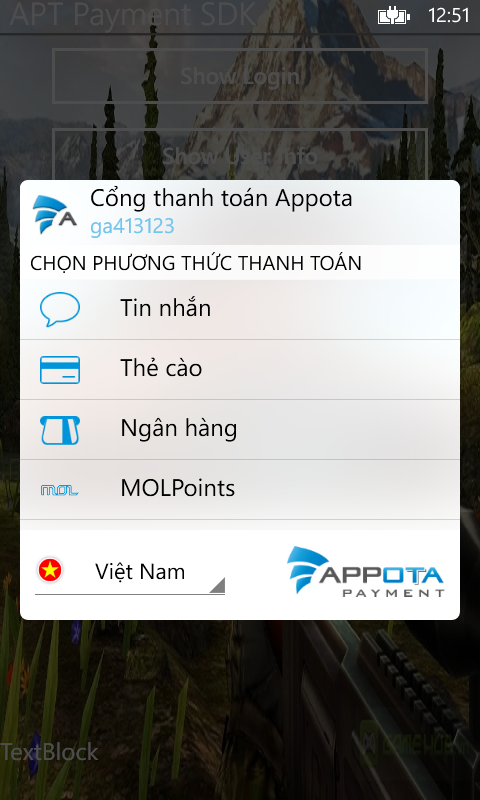 APT Payment SDK
12:51
Show Login
Show User Info
Cổng thanh toán Appota
ga413123
CHỌN PHƯƠNG THỨC THANH TOÁN
Tin nhắn
Thẻ cào
Ngân hàng
mol
MOLPoints
Việt Nam
APPOTA
PAYMENT
TextBlock